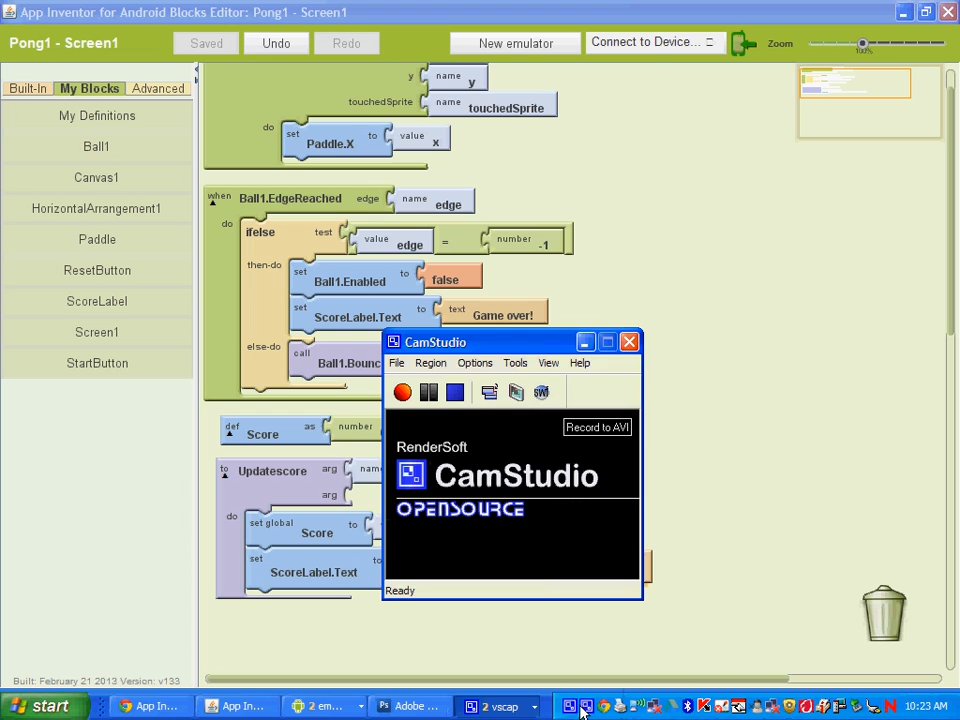 App Inventor for Android Blocks Editor: Pong1 - Screen1
Pong1 - Screen1
Saved
Undo
Redo
New emulator
Connect to Device...
Zoom
100%
Built-In
My Blocks
Advanced
My Definitions
Ball1
Canvas1
HorizontalArrangement1
Paddle
ResetButton
ScoreLabel
Screen1
StartButton
y name y
touchedSprite name touchedSprite
do set Paddle.X to value x
when Ball1.EdgeReached edge name edge
do ifelse test value edge = number -1
then-do set Ball1.Enabled to false
set ScoreLabel.Text to text Game over!
else-do call Ball1.Bounc
def Score as number
to Updatescore arg
arg
do set global Score to
set ScoreLabel.Text to
CamStudio
File Region Options Tools View Help
Record to AVI
RenderSoft
CamStudio
OPENSOURCE
Ready
Built: February 21 2013 Version: v133
start
App In...
App In...
2 em...
Adobe ...
2 vscap
10:23 AM